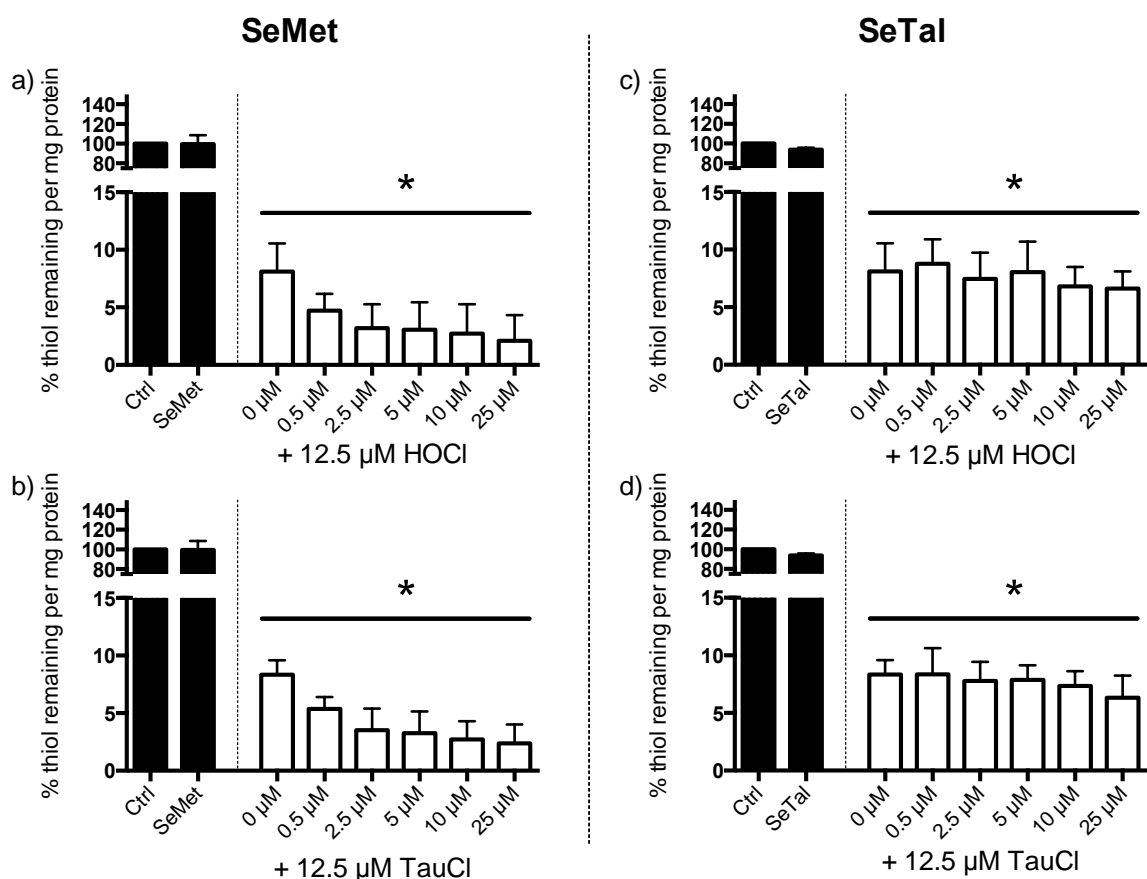 SeMet
SeTal
a)
% thiol remaining per mg protein
140
120
100
80
15
10
5
0
Ctrl
SeMet
0 µM
0.5 µM
2.5 µM
5 µM
10 µM
25 µM
*
+ 12.5 µM HOCl
c)
% thiol remaining per mg protein
140
120
100
80
15
10
5
0
Ctrl
SeTal
0 µM
0.5 µM
2.5 µM
5 µM
10 µM
25 µM
*
+ 12.5 µM HOCl
b)
% thiol remaining per mg protein
140
120
100
80
15
10
5
0
Ctrl
SeMet
0 µM
0.5 µM
2.5 µM
5 µM
10 µM
25 µM
*
+ 12.5 µM TauCl
d)
% thiol remaining per mg protein
140
120
100
80
15
10
5
0
Ctrl
SeTal
0 µM
0.5 µM
2.5 µM
5 µM
10 µM
25 µM
*
+ 12.5 µM TauCl